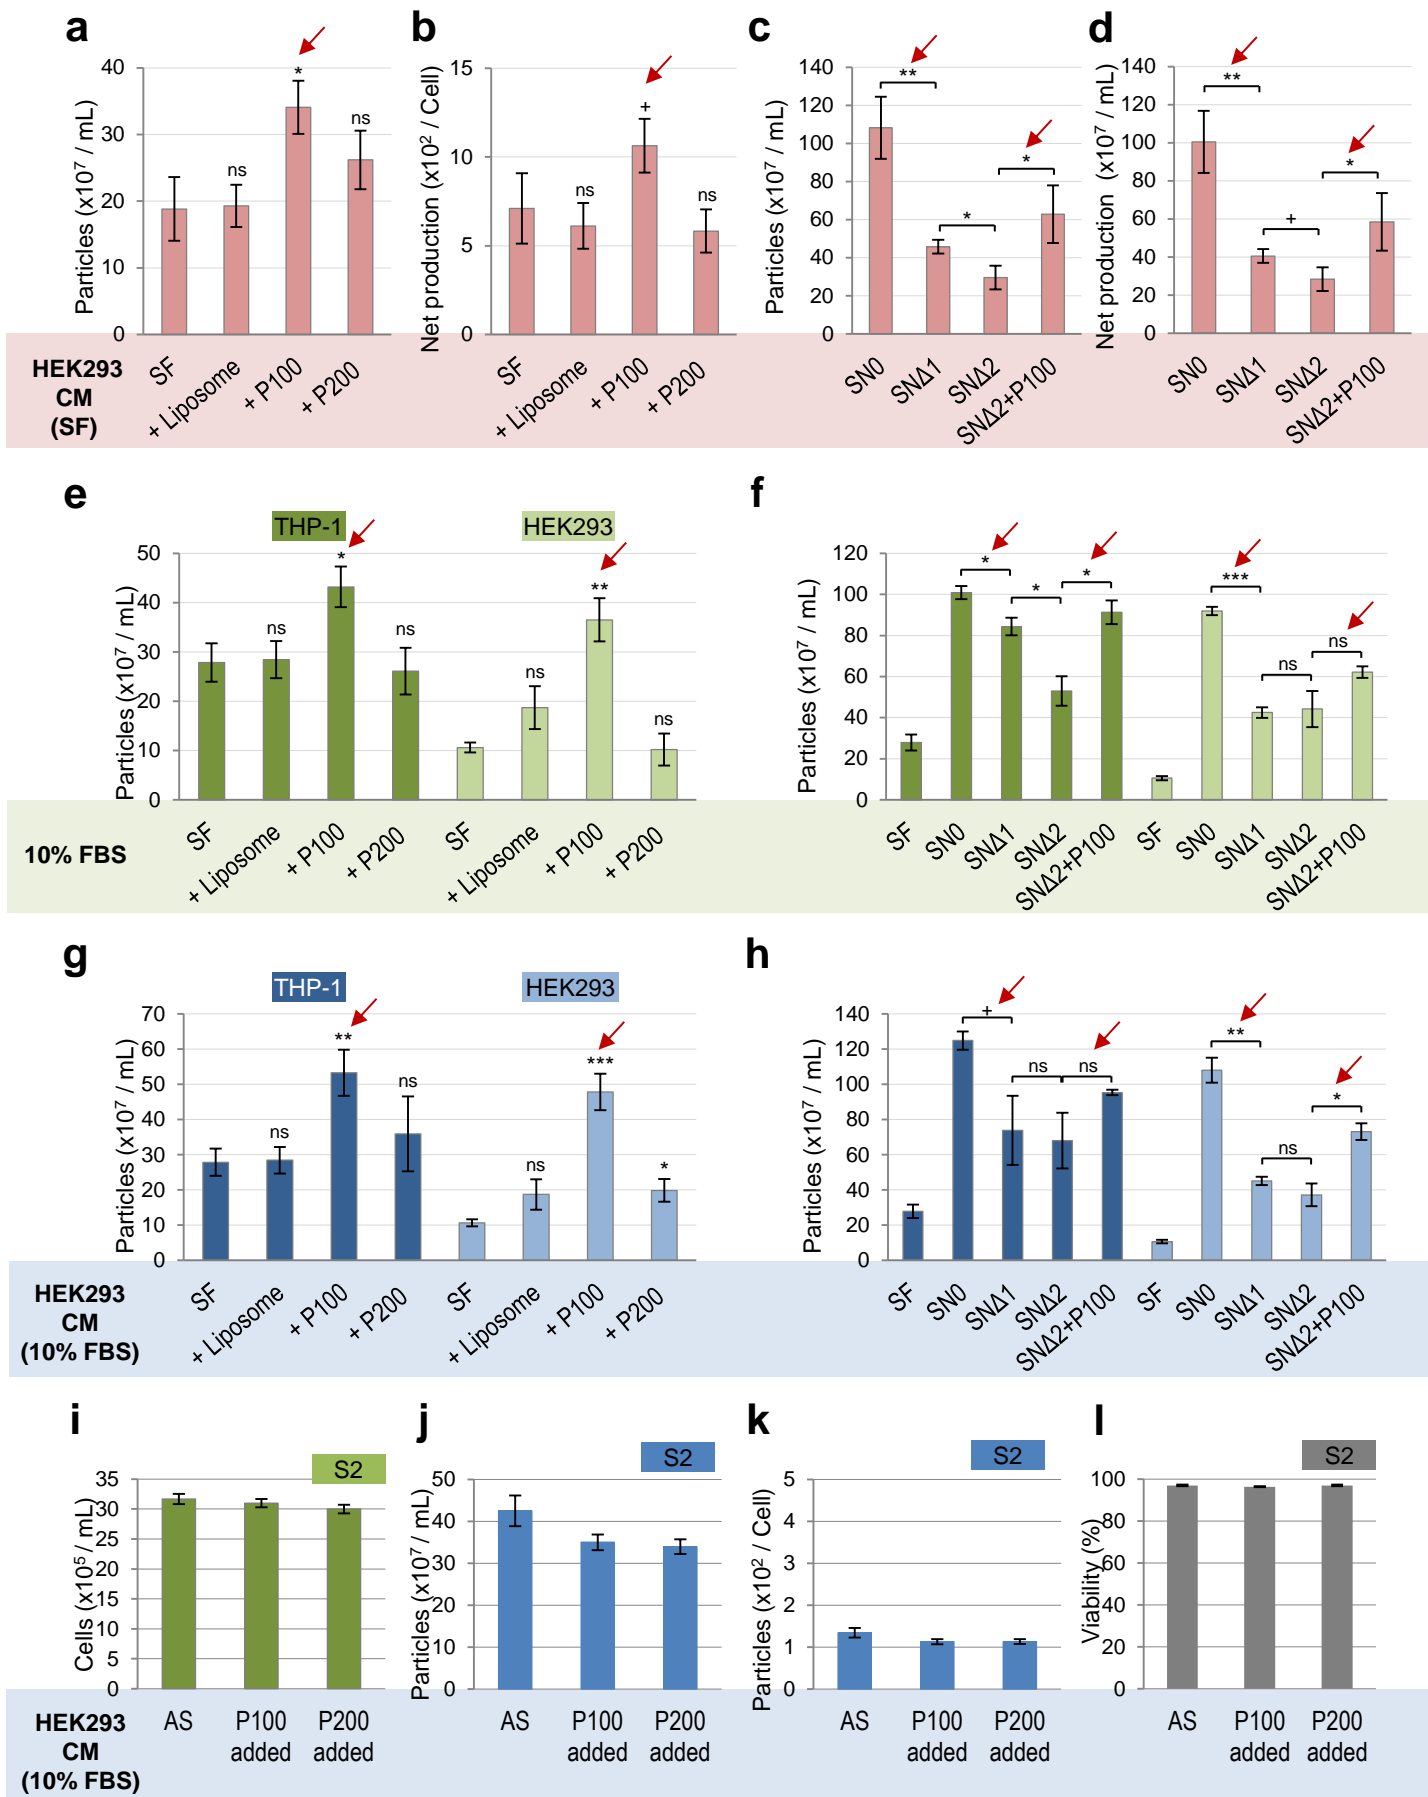 a
Particles (x10⁷ / mL)
40
30
20
10
0
ns
*
ns
SF
+ Liposome
+ P100
+ P200
b
Net production (x10² / Cell)
15
10
5
0
ns
+
ns
SF
+ Liposome
+ P100
+ P200
c
Particles (x10⁷ / mL)
140
120
100
80
60
40
20
0
**
*
*
SN0
SNΔ1
SNΔ2
SNΔ2+P100
d
Net production (x10⁷ / mL)
140
120
100
80
60
40
20
0
**
+
*
SN0
SNΔ1
SNΔ2
SNΔ2+P100
HEK293
CM
(SF)
e
THP-1
HEK293
Particles (x10⁷ / mL)
50
40
30
20
10
0
ns
*
ns
ns
**
ns
SF
+ Liposome
+ P100
+ P200
SF
+ Liposome
+ P100
+ P200
f
Particles (x10⁷ / mL)
120
100
80
60
40
20
0
*
*
*
***
ns
ns
SF
SN0
SNΔ1
SNΔ2
SNΔ2+P100
SF
SN0
SNΔ1
SNΔ2
SNΔ2+P100
10% FBS
g
THP-1
HEK293
Particles (x10⁷ / mL)
70
60
50
40
30
20
10
0
ns
**
ns
ns
***
*
SF
+ Liposome
+ P100
+ P200
SF
+ Liposome
+ P100
+ P200
h
Particles (x10⁷ / mL)
140
120
100
80
60
40
20
0
+
ns
ns
**
ns
*
SF
SN0
SNΔ1
SNΔ2
SNΔ2+P100
SF
SN0
SNΔ1
SNΔ2
SNΔ2+P100
HEK293
CM
(10% FBS)
i
S2
Cells (x10⁵ / mL)
35
30
25
20
15
10
5
0
AS
P100
added
P200
added
j
S2
Particles (x10⁷ / mL)
50
40
30
20
10
0
AS
P100
added
P200
added
k
S2
Particles (x10² / Cell)
5
4
3
2
1
0
AS
P100
added
P200
added
l
S2
Viability (%)
100
80
60
40
20
0
AS
P100
added
P200
added
HEK293
CM
(10% FBS)